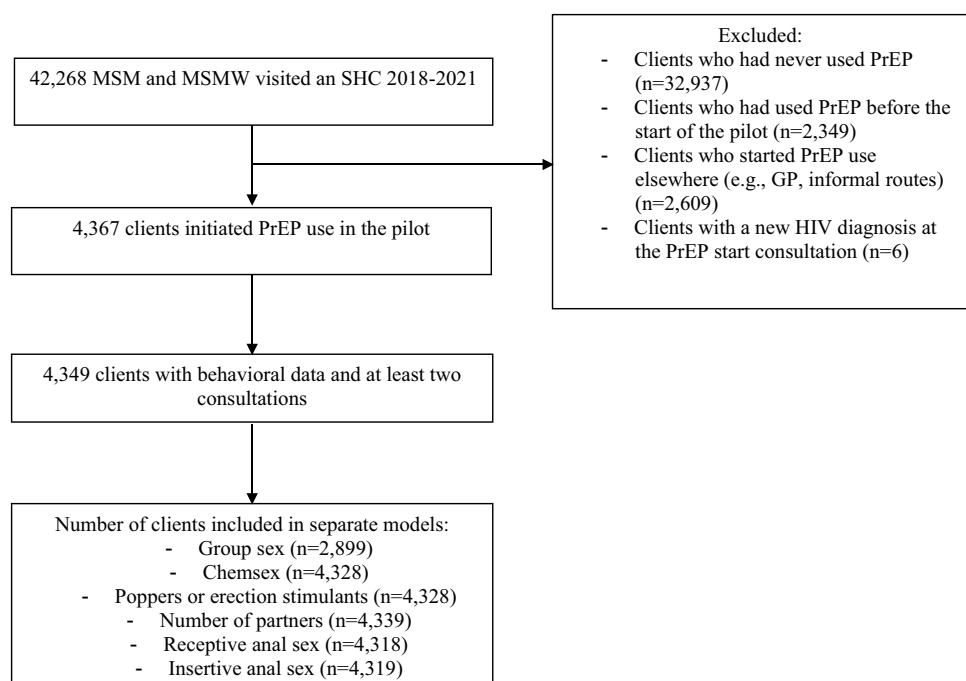 42,268 MSM and MSMW visited an SHC 2018-2021
Excluded:
- Clients who had never used PrEP
(n=32,937)
- Clients who had used PrEP before the
start of the pilot (n=2,349)
- Clients who started PrEP use
elsewhere (e.g., GP, informal routes)
(n=2,609)
- Clients with a new HIV diagnosis at
the PrEP start consultation (n=6)
4,367 clients initiated PrEP use in the pilot
4,349 clients with behavioral data and at least two
consultations
Number of clients included in separate models:
- Group sex (n=2,899)
- Chemsex (n=4,328)
- Poppers or erection stimulants (n=4,328)
- Number of partners (n=4,339)
- Receptive anal sex (n=4,318)
- Insertive anal sex (n=4,319)